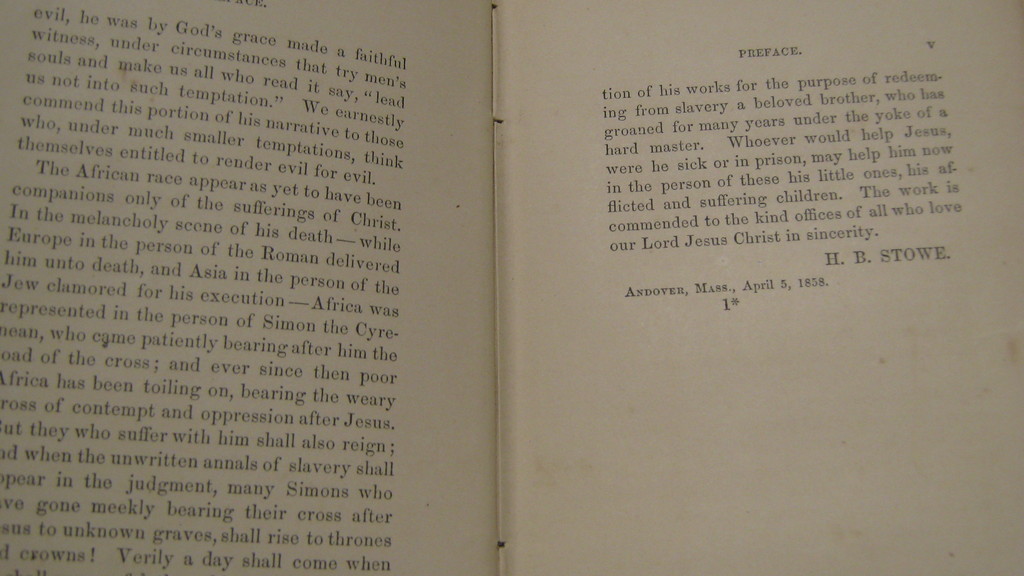 evil, he was by God's grace made a faithful
witness, under circumstances that try men's
souls and make us all who read it say, "lead
us not into such temptation." We earnestly
commend this portion of his narrative to those
who, under much smaller temptations, think
themselves entitled to render evil for evil.
The African race appear as yet to have been
companions only of the sufferings of Christ.
In the melancholy scene of his death — while
Europe in the person of the Roman delivered
him unto death, and Asia in the person of the
Jew clamored for his execution — Africa was
represented in the person of Simon the Cyre-
nean, who came patiently bearing after him the
oad of the cross; and ever since then poor
Africa has been toiling on, bearing the weary
ross of contempt and oppression after Jesus.
But they who suffer with him shall also reign;
nd when the unwritten annals of slavery shall
ppear in the judgment, many Simons who
ve gone meekly bearing their cross after
sus to unknown graves, shall rise to thrones
d crowns! Verily a day shall come when
PREFACE. v
tion of his works for the purpose of redeem-
ing from slavery a beloved brother, who has
groaned for many years under the yoke of a
hard master. Whoever would help Jesus,
were he sick or in prison, may help him now
in the person of these his little ones, his af-
flicted and suffering children. The work is
commended to the kind offices of all who love
our Lord Jesus Christ in sincerity.
H. B. STOWE.
ANDOVER, MASS., April 5, 1858.
1*